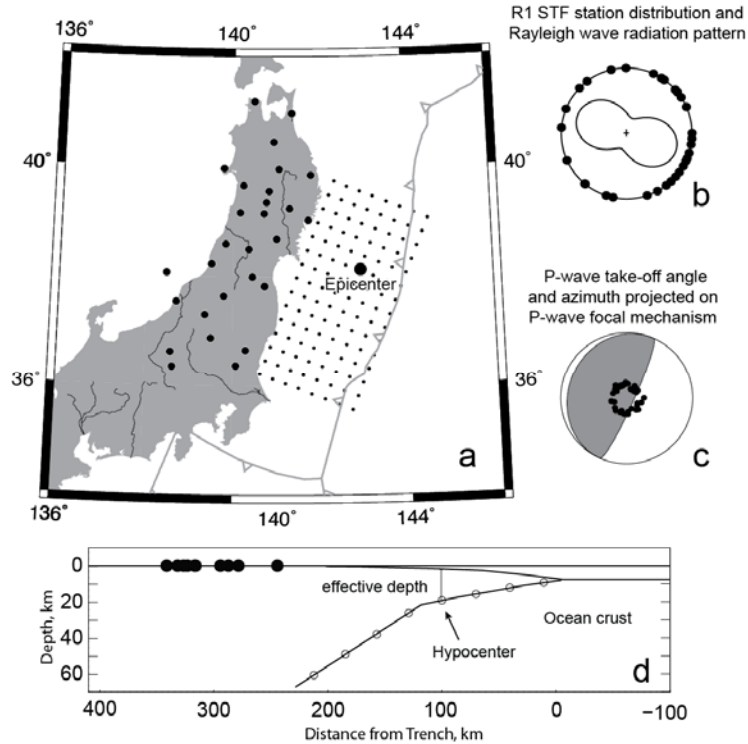 136˚
140˚
144˚
R1 STF station distribution and
Rayleigh wave radiation pattern
40˚
40˚
b
Epicenter
P-wave take-off angle
and azimuth projected on
P-wave focal mechanism
36˚
36˚
a
c
136˚
140˚
144˚
0
20
40
60
Depth, km
effective depth
Hypocenter
Ocean crust
d
400
300
200
100
0
−100
Distance from Trench, km